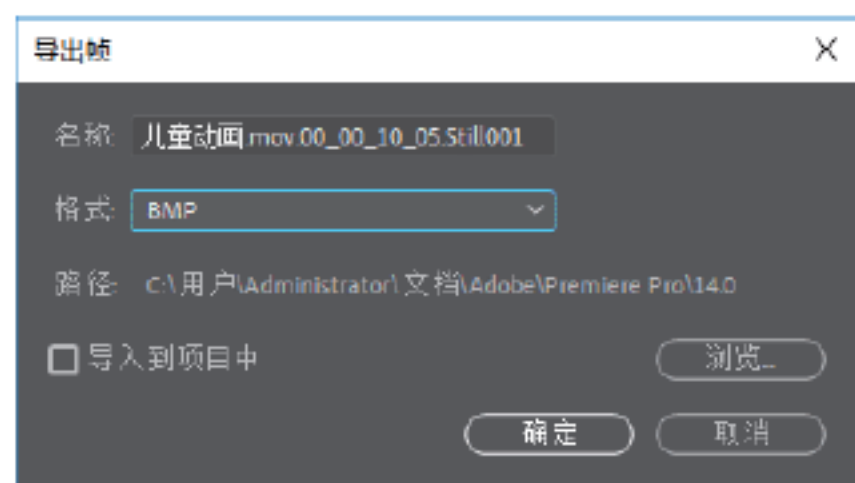 导出帧
名称: 儿童动画.mov.00_00_10_05.Still001
格式: BMP
路径: C:\用户\Administrator\文档\Adobe\Premiere Pro\14.0
导入到项目中 浏览...
确定 取消